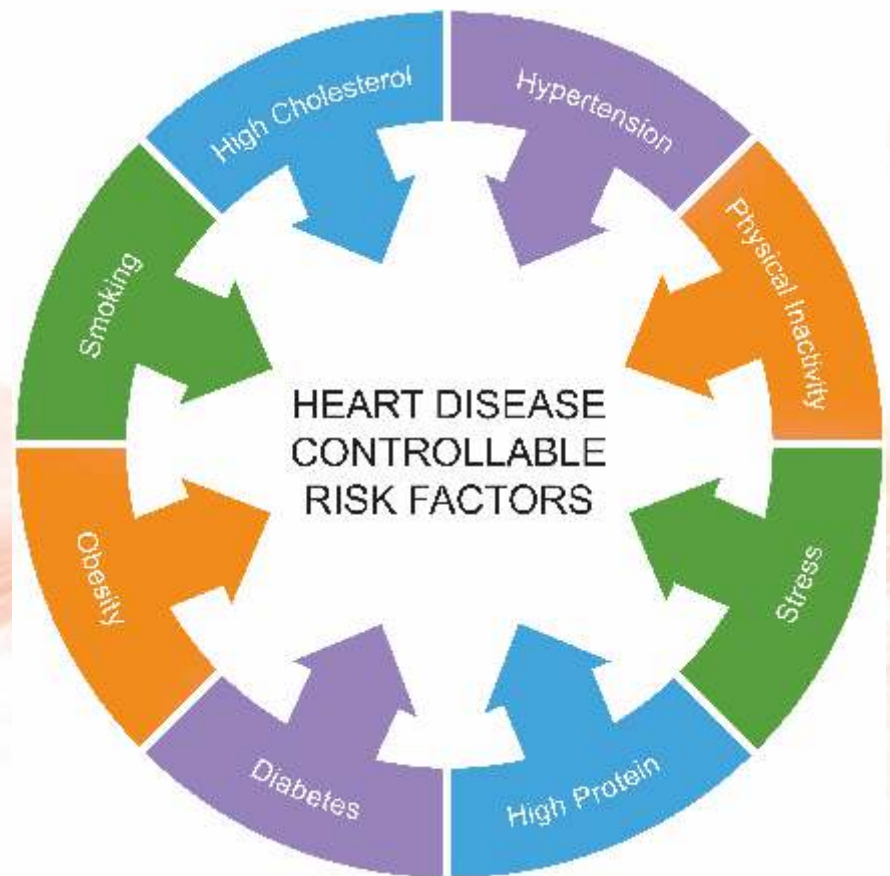 High Cholesterol
Hypertension
Physical Inactivity
Smoking
HEART DISEASE
CONTROLLABLE
RISK FACTORS
Obesity
Stress
Diabetes
High Protein